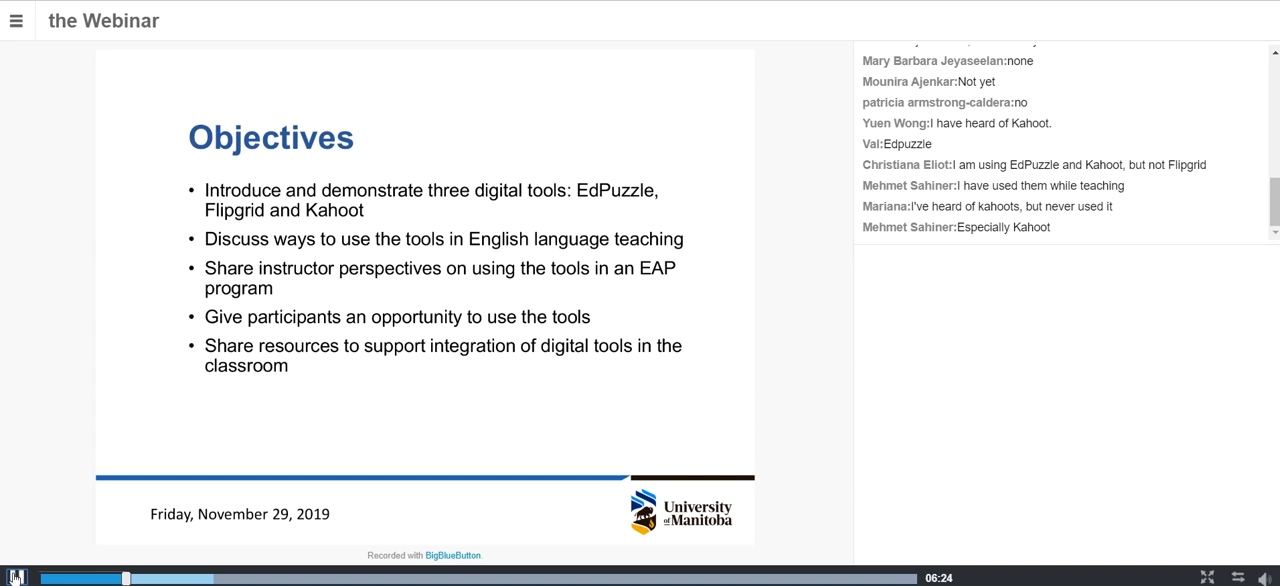 the Webinar
Objectives
• Introduce and demonstrate three digital tools: EdPuzzle,
Flipgrid and Kahoot
• Discuss ways to use the tools in English language teaching
• Share instructor perspectives on using the tools in an EAP
program
• Give participants an opportunity to use the tools
• Share resources to support integration of digital tools in the
classroom
Friday, November 29, 2019
University
of Manitoba
Recorded with BigBlueButton.
Mary Barbara Jeyaseelan:none
Mounira Ajenkar:Not yet
patricia armstrong-caldera:no
Yuen Wong:I have heard of Kahoot.
Val:Edpuzzle
Christiana Eliot:I am using EdPuzzle and Kahoot, but not Flipgrid
Mehmet Sahiner:I have used them while teaching
Mariana:I've heard of kahoots, but never used it
Mehmet Sahiner:Especially Kahoot
06:24